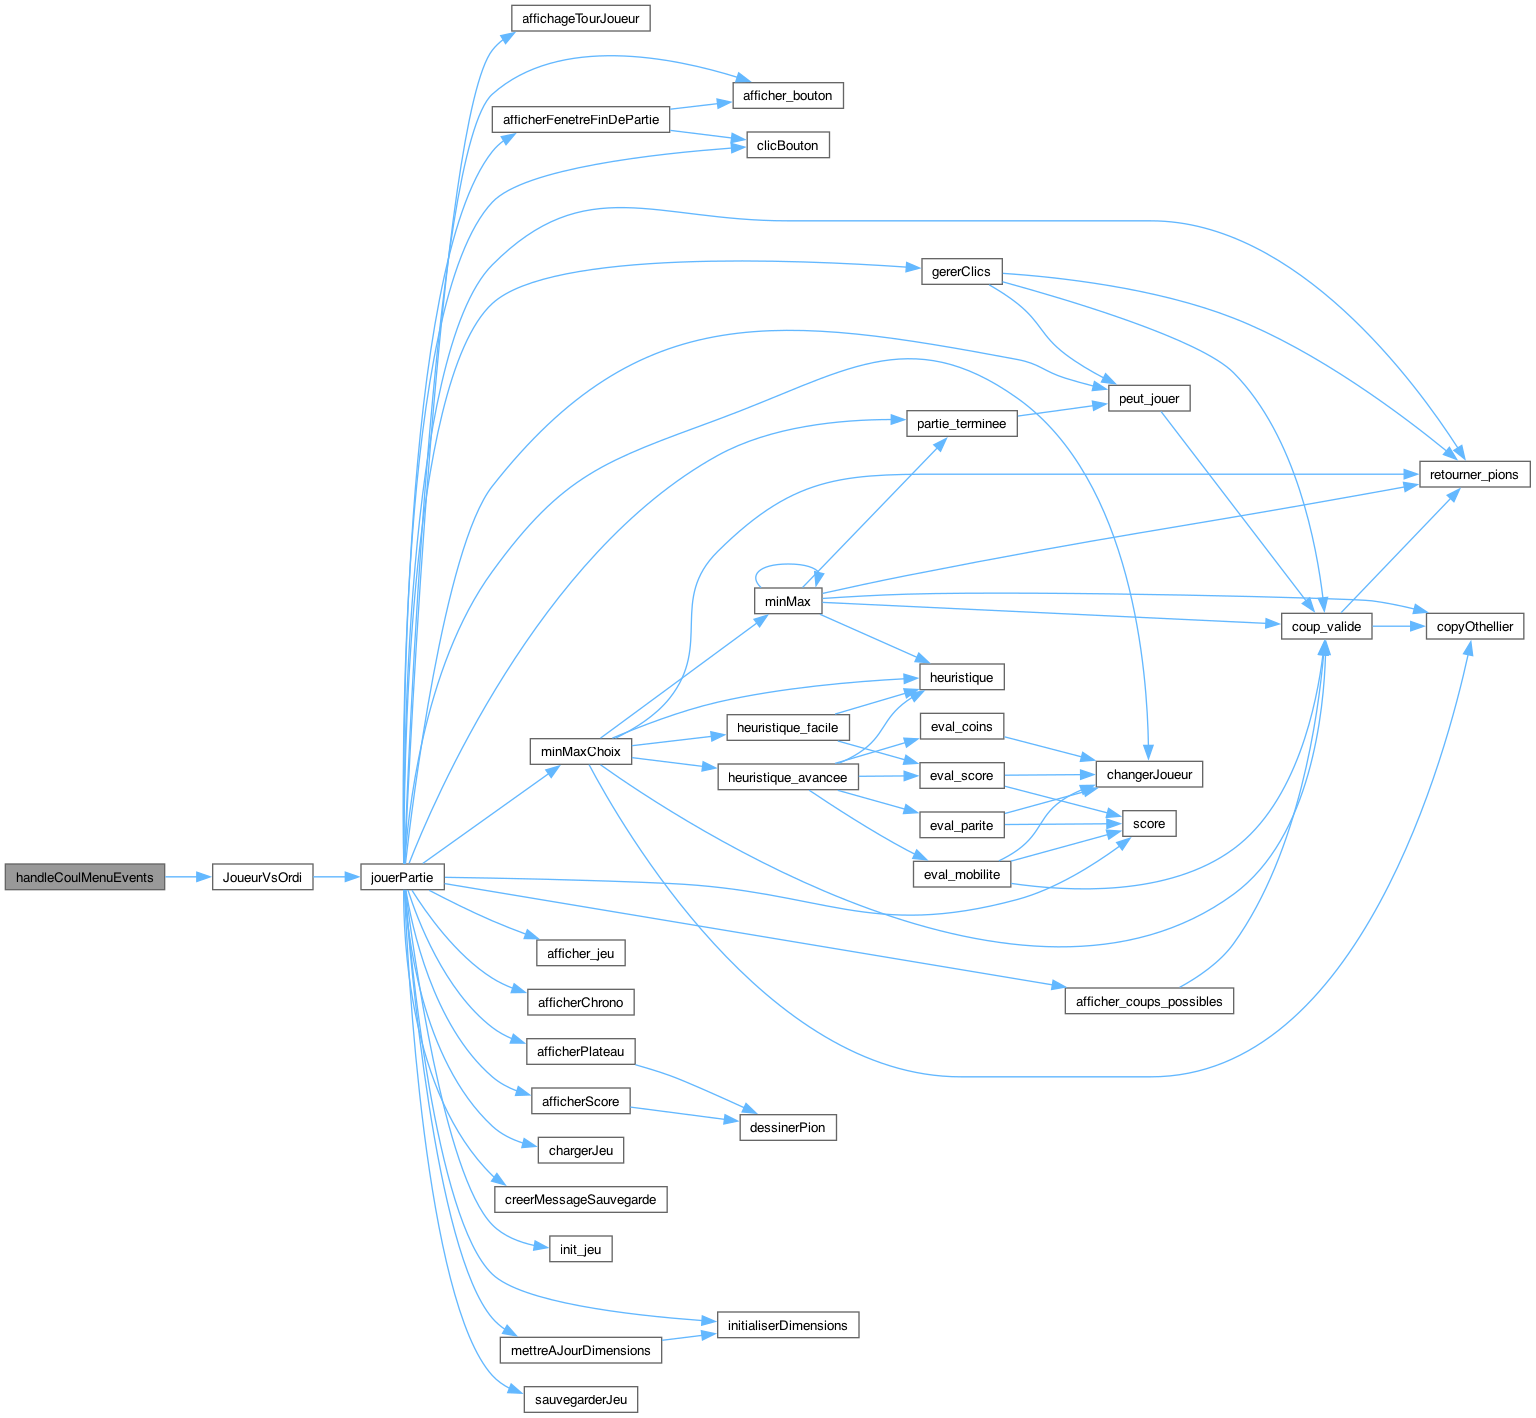 affichageTourJoueur
afficher_bouton
afficherFenetreFinDePartie
clicBouton
gererClics
peut_jouer
partie_terminee
retourner_pions
minMax
coup_valide
copyOthellier
heuristique
heuristique_facile
eval_coins
minMaxChoix
heuristique_avancee
eval_score
changerJoueur
eval_parite
score
handleCoulMenuEvents
JoueurVsOrdi
jouerPartie
eval_mobilite
afficher_jeu
afficherChrono
afficher_coups_possibles
afficherPlateau
afficherScore
dessinerPion
chargerJeu
creerMessageSauvegarde
init_jeu
initialiserDimensions
mettreAJourDimensions
sauvegarderJeu